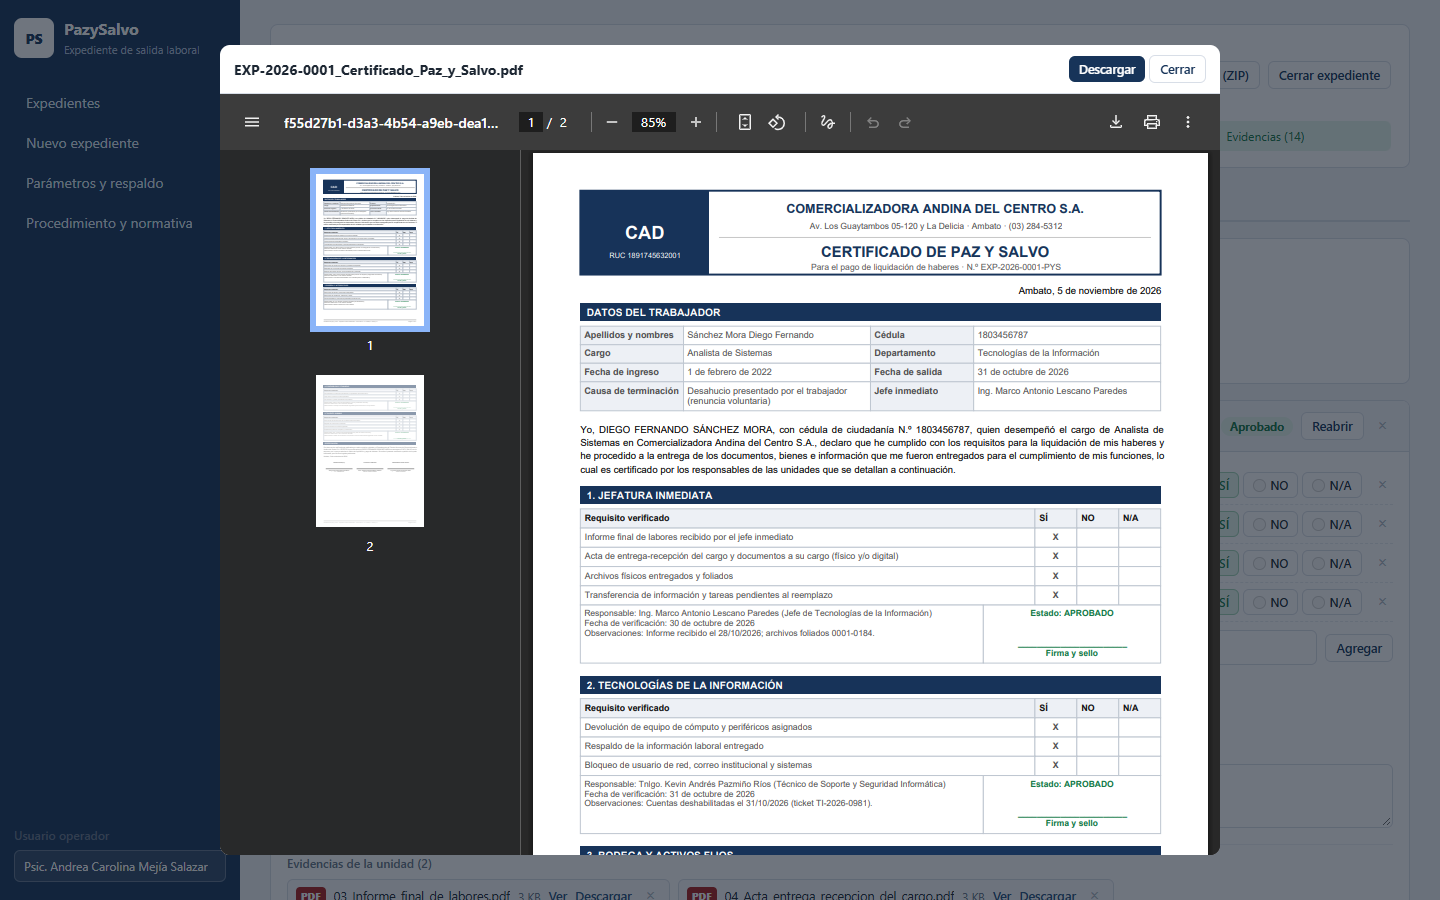 PS
PazySalvo
Expediente de salida laboral
Expedientes
Nuevo expediente
Parámetros y respaldo
Procedimiento y normativa
Usuario operador
Psic. Andrea Carolina Mejía Salazar
(ZIP)
Cerrar expediente
Evidencias (14)
EXP-2026-0001_Certificado_Paz_y_Salvo.pdf
Descargar
Cerrar
f55d27b1-d3a3-4b54-a9eb-dea1...
1 / 2
85%
1
2
CAD
RUC 1891745632001
COMERCIALIZADORA ANDINA DEL CENTRO S.A.
Av. Los Guaytambos 05-120 y La Delicia · Ambato · (03) 284-5312
CERTIFICADO DE PAZ Y SALVO
Para el pago de liquidación de haberes · N.º EXP-2026-0001-PYS
Ambato, 5 de noviembre de 2026
DATOS DEL TRABAJADOR
Apellidos y nombres Sánchez Mora Diego Fernando Cédula 1803456787
Cargo Analista de Sistemas Departamento Tecnologías de la Información
Fecha de ingreso 1 de febrero de 2022 Fecha de salida 31 de octubre de 2026
Causa de terminación Desahucio presentado por el trabajador (renuncia voluntaria) Jefe inmediato Ing. Marco Antonio Lescano Paredes
Yo, DIEGO FERNANDO SÁNCHEZ MORA, con cédula de ciudadanía N.º 1803456787, quien desempeñó el cargo de Analista de
Sistemas en Comercializadora Andina del Centro S.A., declaro que he cumplido con los requisitos para la liquidación de mis haberes y
he procedido a la entrega de los documentos, bienes e información que me fueron entregados para el cumplimiento de mis funciones, lo
cual es certificado por los responsables de las unidades que se detallan a continuación.
1. JEFATURA INMEDIATA
Requisito verificado SÍ NO N/A
Informe final de labores recibido por el jefe inmediato X
Acta de entrega-recepción del cargo y documentos a su cargo (físico y/o digital) X
Archivos físicos entregados y foliados X
Transferencia de información y tareas pendientes al reemplazo X
Responsable: Ing. Marco Antonio Lescano Paredes (Jefe de Tecnologías de la Información)
Fecha de verificación: 30 de octubre de 2026
Observaciones: Informe recibido el 28/10/2026; archivos foliados 0001-0184.
Estado: APROBADO
Firma y sello
2. TECNOLOGÍAS DE LA INFORMACIÓN
Requisito verificado SÍ NO N/A
Devolución de equipo de cómputo y periféricos asignados X
Respaldo de la información laboral entregado X
Bloqueo de usuario de red, correo institucional y sistemas X
Responsable: Tnlgo. Kevin Andrés Pazmiño Ríos (Técnico de Soporte y Seguridad Informática)
Fecha de verificación: 31 de octubre de 2026
Observaciones: Cuentas deshabilitadas el 31/10/2026 (ticket TI-2026-0981).
Estado: APROBADO
Firma y sello
3. BODEGA Y ACTIVOS FIJOS
Aprobado Reabrir ×
SÍ NO N/A ×
SÍ NO N/A ×
SÍ NO N/A ×
SÍ NO N/A ×
Agregar
Evidencias de la unidad (2)
PDF 03_Informe_final_de_labores.pdf 3 KB Ver Descargar ×
PDF 04_Acta_entrega_recepcion_del_cargo.pdf 3 KB Ver Descargar ×